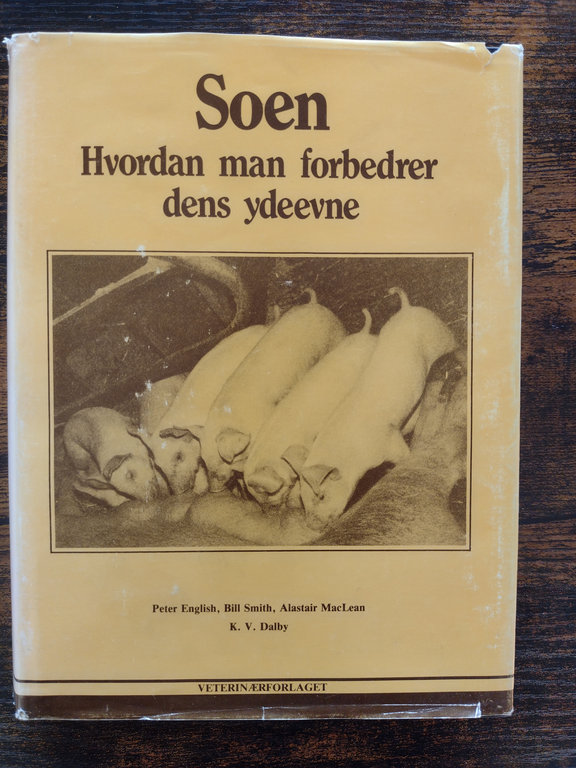 Soen
Hvordan man forbedrer
dens ydeevne
Peter English, Bill Smith, Alastair MacLean
K. V. Dalby
VETERINÆRFORLAGET